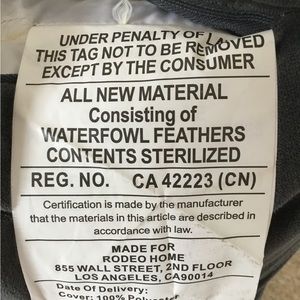 UNDER PENALTY OF LA
THIS TAG NOT TO BE REMOVED
EXCEPT BY THE CONSUMER
ALL NEW MATERIAL
Consisting of
WATERFOWL FEATHERS
CONTENTS STERILIZED
REG. NO. CA 42223 (CN)
Certification is made by the manufacturer
that the materials in this article are described in
accordance with law.
MADE FOR
RODEO HOME
855 WALL STREET, 2ND FLOOR
LOS ANGELES, CA90014
Date Of Delivery:
Cover: 100% Polyester